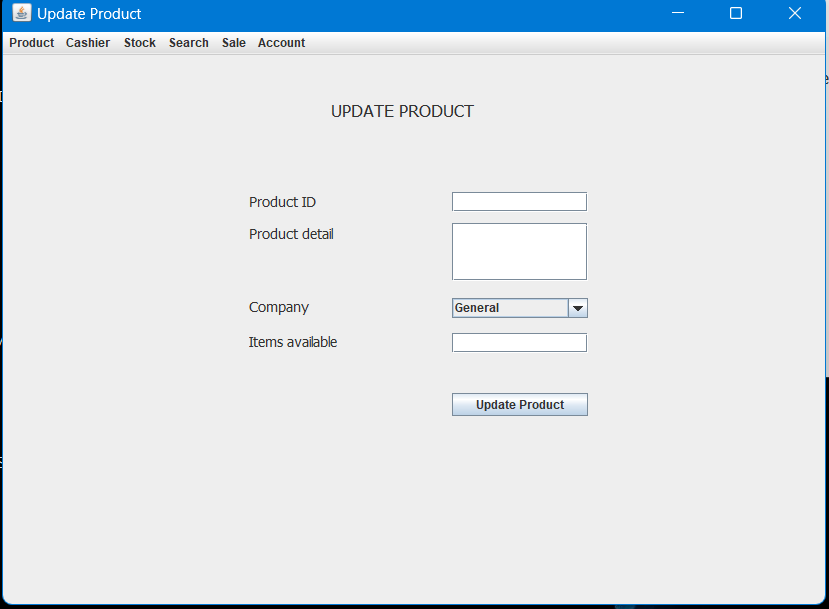 Update Product
Product Cashier Stock Search Sale Account
UPDATE PRODUCT
Product ID
Product detail
Company General
Items available
Update Product